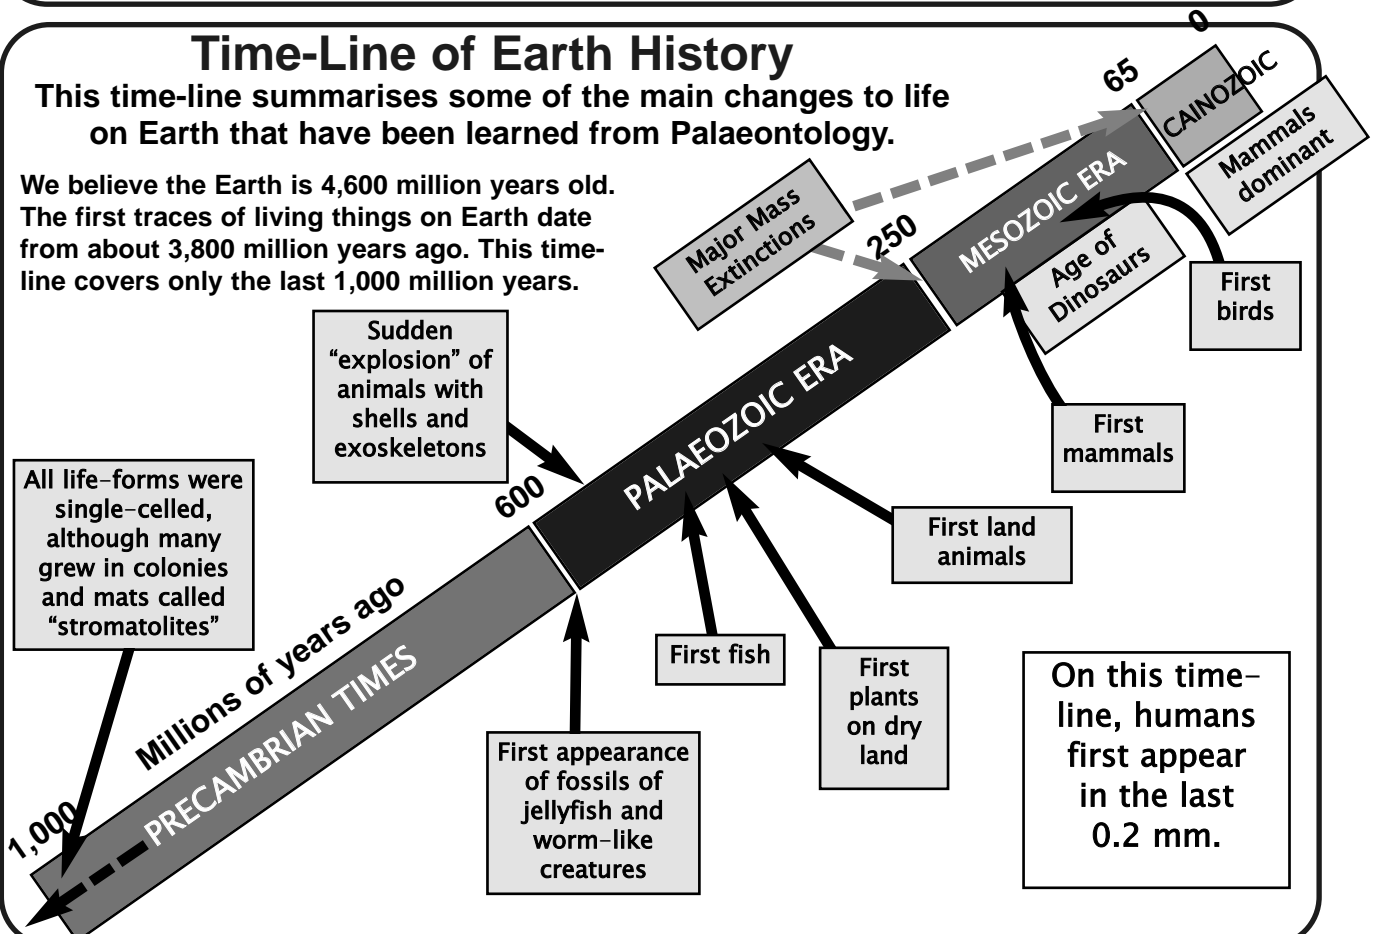 Time-Line of Earth History
This time-line summarises some of the main changes to life
on Earth that have been learned from Palaeontology.
We believe the Earth is 4,600 million years old.
The first traces of living things on Earth date
from about 3,800 million years ago. This time-
line covers only the last 1,000 million years.
0
65
CAINOZOIC
Mammals
dominant
Major Mass
Extinctions
250
MESOZOIC ERA
Age of
Dinosaurs
First
birds
First
mammals
Sudden
“explosion” of
animals with
shells and
exoskeletons
PALAEOZOIC ERA
600
First land
animals
All life-forms were
single-celled,
although many
grew in colonies
and mats called
“stromatolites”
Millions of years ago
PRECAMBRIAN TIMES
1,000
First fish
First
plants
on dry
land
First appearance
of fossils of
jellyfish and
worm-like
creatures
On this time-
line, humans
first appear
in the last
0.2 mm.